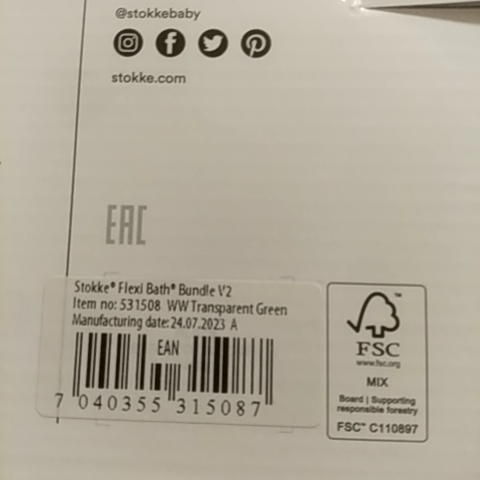 @stokkebaby
stokke.com
EAC
Stokke® Flexi Bath® Bundle V2
Item no: 531508 WW Transparent Green
Manufacturing date: 24.07.2023 A
EAN
7 040355 315087
FSC™
www.fsc.org
MIX
Board | Supporting
responsible forestry
FSC™ C110897